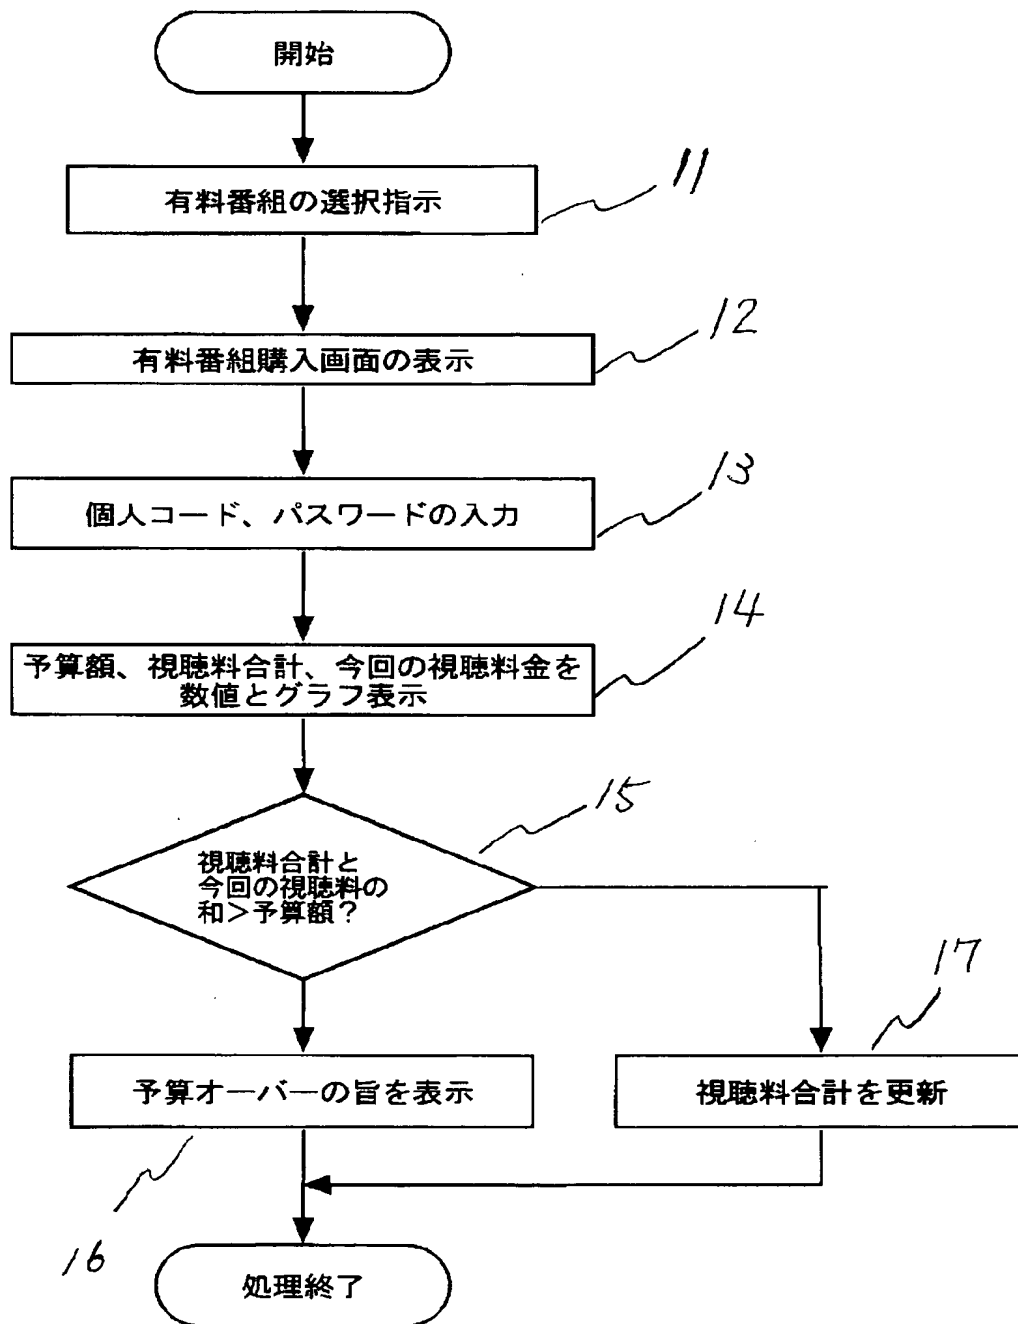 開始
有料番組の選択指示
11
有料番組購入画面の表示
12
個人コード、パスワードの入力
13
予算額、視聴料合計、今回の視聴料金を
数値とグラフ表示
14
視聴料合計と
今回の視聴料の
和>予算額?
15
予算オーバーの旨を表示
16
視聴料合計を更新
17
処理終了